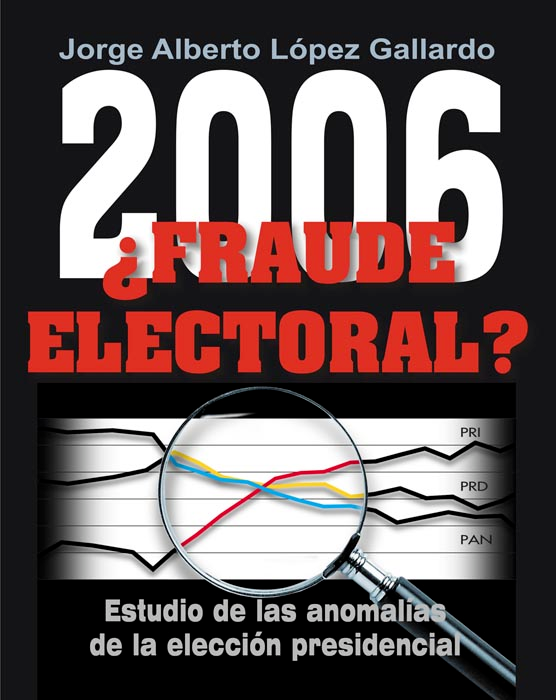 Jorge Alberto López Gallardo
2006
¿FRAUDE
ELECTORAL?
PRI
PRD
PAN
Estudio de las anomalías
de la elección presidencial